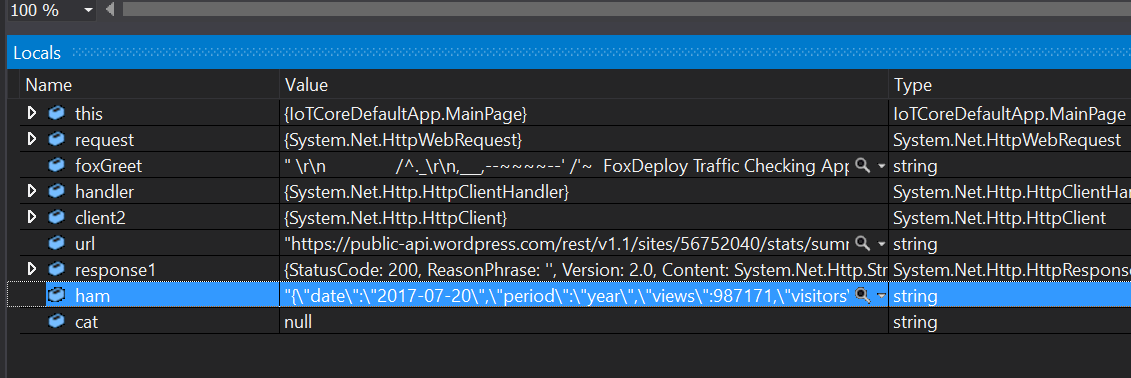 100 %
Locals
Name Value Type
this {IoTCoreDefaultApp.MainPage} IoTCoreDefaultApp.MainPage
request {System.Net.HttpWebRequest} System.Net.HttpWebRequest
foxGreet " \r\n /^._\r\n,___,--~~~~--' /'~ FoxDeploy Traffic Checking App string
handler {System.Net.Http.HttpClientHandler} System.Net.Http.HttpClientHar
client2 {System.Net.Http.HttpClient} System.Net.Http.HttpClient
url "https://public-api.wordpress.com/rest/v1.1/sites/56752040/stats/sumr string
response1 {StatusCode: 200, ReasonPhrase: '', Version: 2.0, Content: System.Net.Http.Str System.Net.Http.HttpResponse
ham "{\"date\":\"2017-07-20\",\"period\":\"year\",\"views\":987171,\"visitors\ string
cat null string